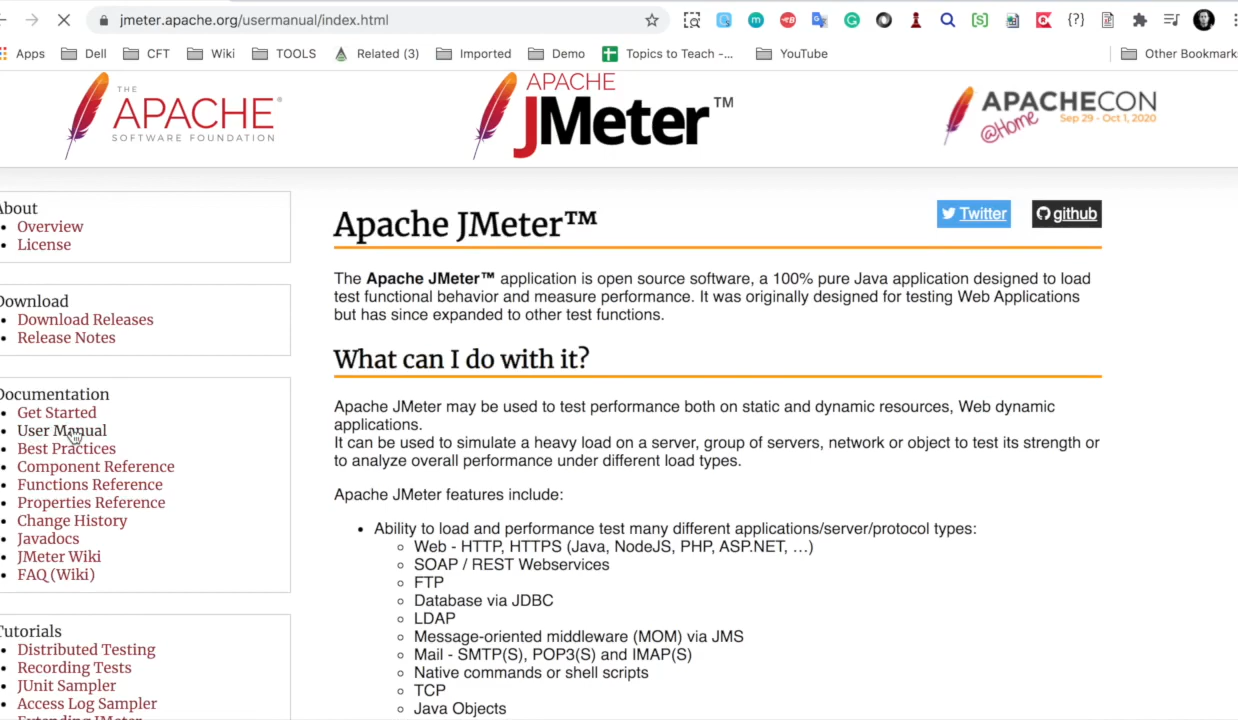 jmeter.apache.org/usermanual/index.html
Apps
Dell
CFT
Wiki
TOOLS
Related (3)
Imported
Demo
Topics to Teach -...
YouTube
Other Bookmark
THE
APACHE®
SOFTWARE FOUNDATION
APACHE
JMeter™
APACHECON
@Home
Sep 29 - Oct 1, 2020
About
Overview
License
Download
Download Releases
Release Notes
Documentation
Get Started
User Manual
Best Practices
Component Reference
Functions Reference
Properties Reference
Change History
Javadocs
JMeter Wiki
FAQ (Wiki)
Tutorials
Distributed Testing
Recording Tests
JUnit Sampler
Access Log Sampler
Extending JMeter
Twitter
github
Apache JMeter™
The Apache JMeter™ application is open source software, a 100% pure Java application designed to load
test functional behavior and measure performance. It was originally designed for testing Web Applications
but has since expanded to other test functions.
What can I do with it?
Apache JMeter may be used to test performance both on static and dynamic resources, Web dynamic
applications.
It can be used to simulate a heavy load on a server, group of servers, network or object to test its strength or
to analyze overall performance under different load types.
Apache JMeter features include:
• Ability to load and performance test many different applications/server/protocol types:
Web - HTTP, HTTPS (Java, NodeJS, PHP, ASP.NET, …)
SOAP / REST Webservices
FTP
Database via JDBC
LDAP
Message-oriented middleware (MOM) via JMS
Mail - SMTP(S), POP3(S) and IMAP(S)
Native commands or shell scripts
TCP
Java Objects